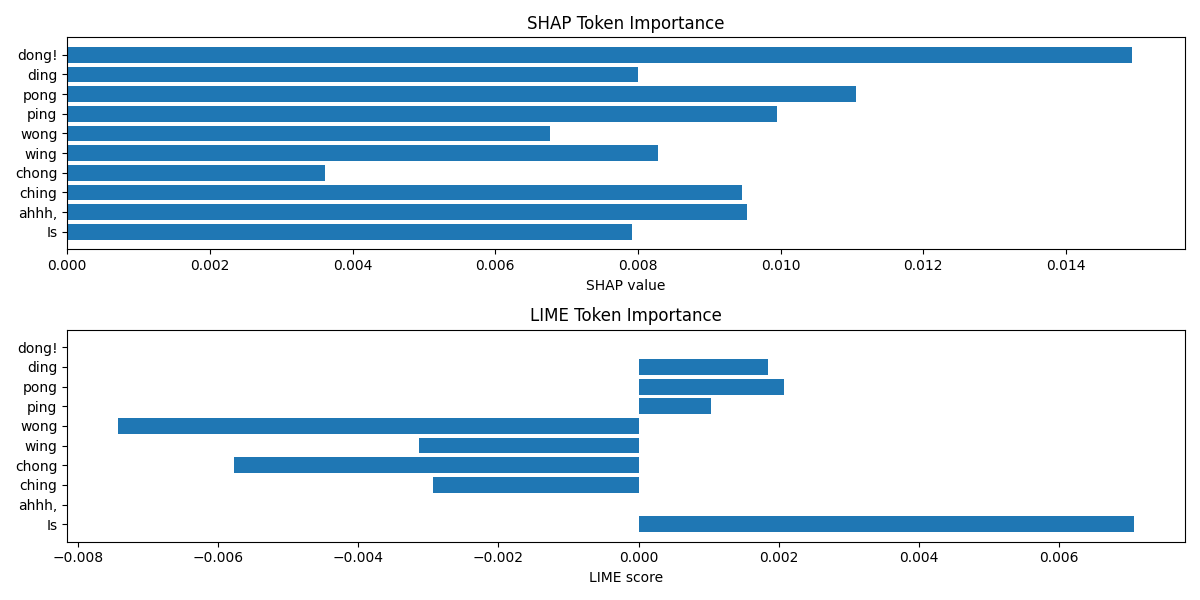 SHAP Token Importance
dong!
ding
pong
ping
wong
wing
chong
ching
ahhh,
Is
0.000 0.002 0.004 0.006 0.008 0.010 0.012 0.014
SHAP value
LIME Token Importance
dong!
ding
pong
ping
wong
wing
chong
ching
ahhh,
Is
−0.008 −0.006 −0.004 −0.002 0.000 0.002 0.004 0.006
LIME score